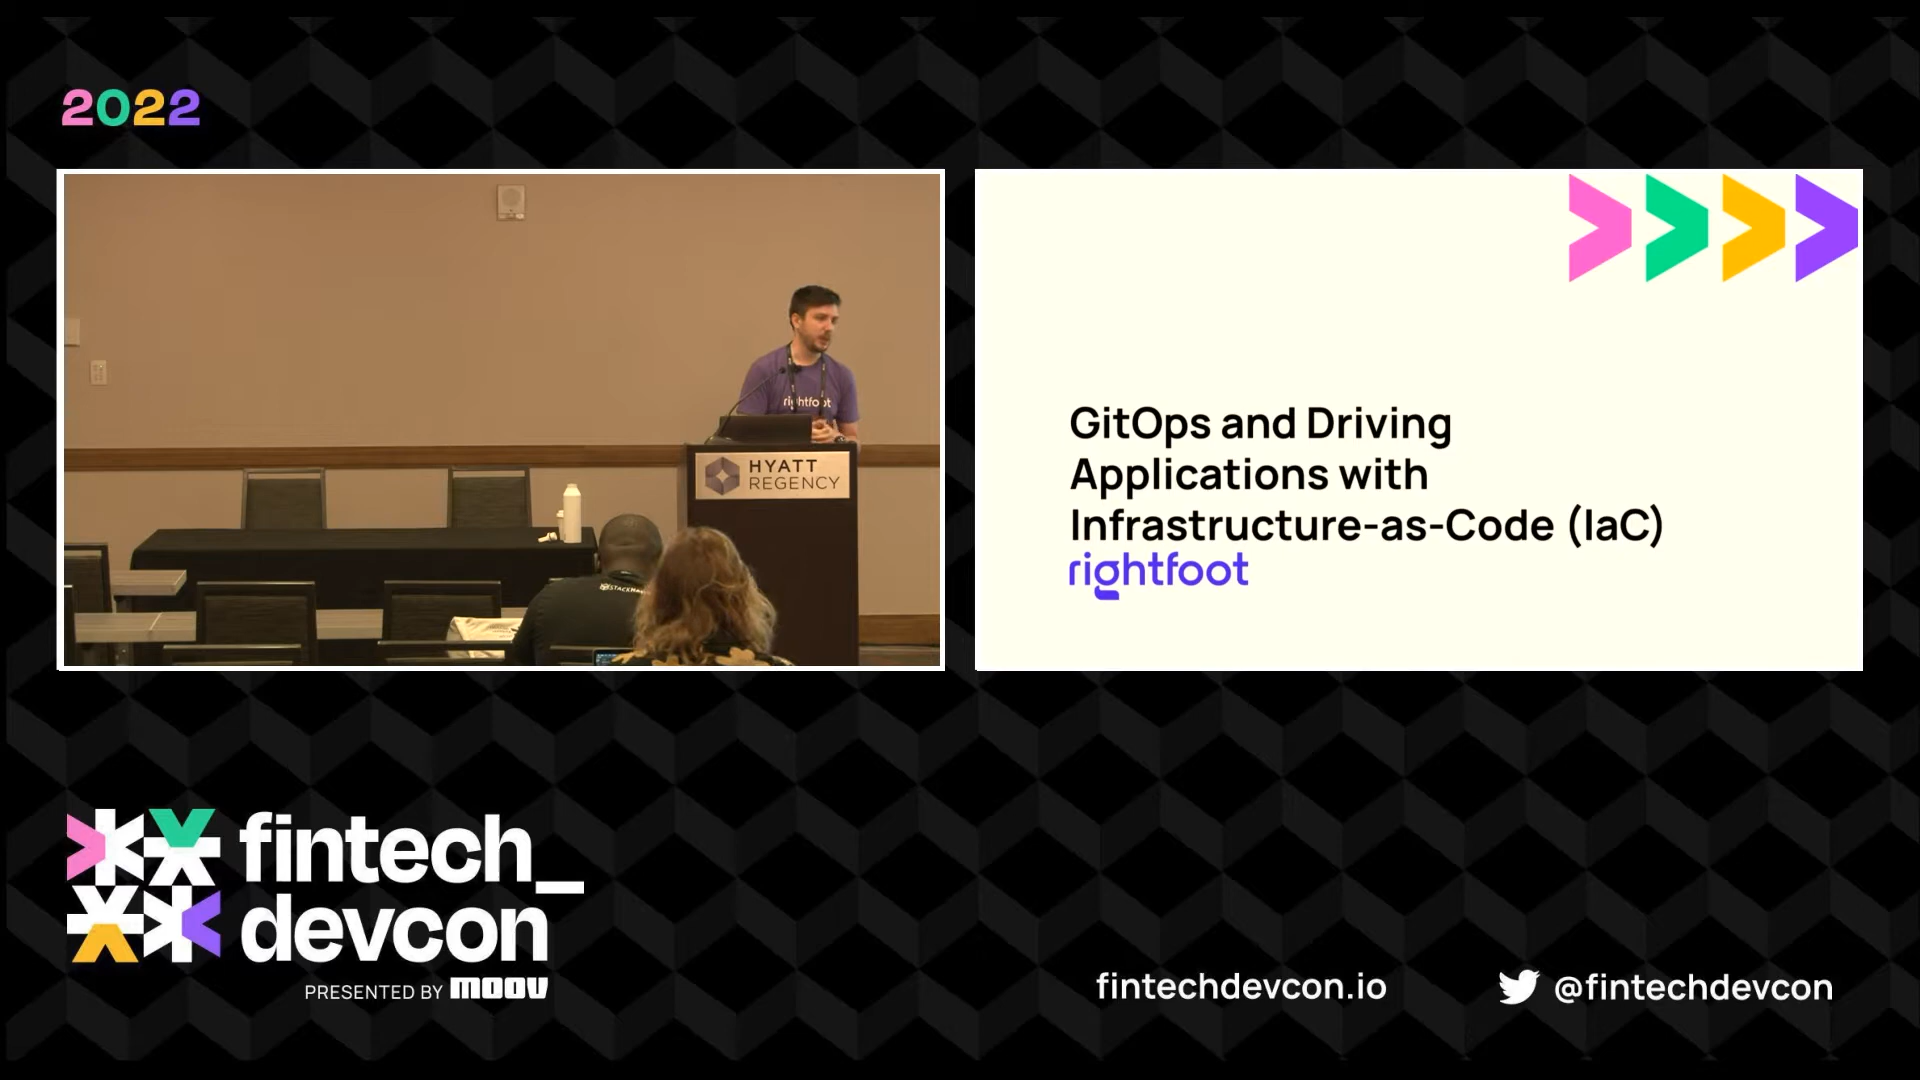 2022
rightfoot
HYATT
REGENCY
GitOps and Driving
Applications with
Infrastructure-as-Code (IaC)
rightfoot
fintech_
devcon
PRESENTED BY moov
fintechdevcon.io
@fintechdevcon